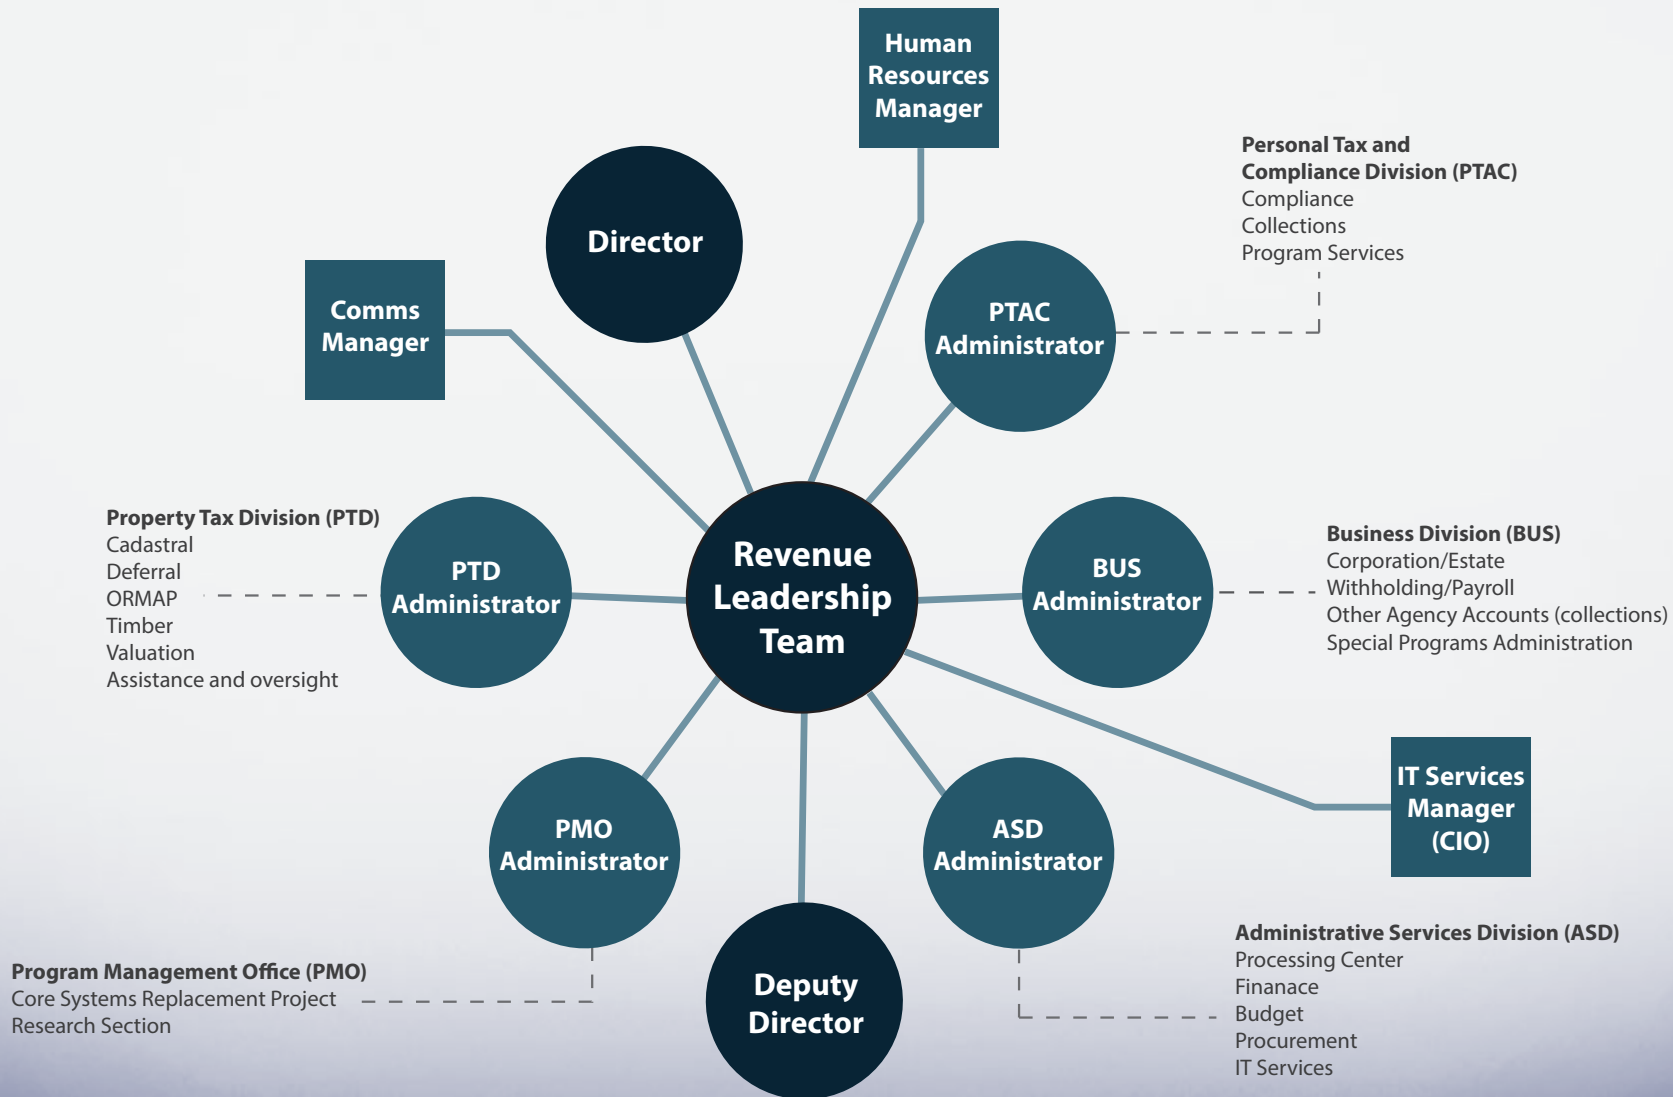 Human
Resources
Manager
Personal Tax and
Compliance Division (PTAC)
Compliance
Collections
Program Services
Director
PTAC
Administrator
Comms
Manager
Property Tax Division (PTD)
Cadastral
Deferral
ORMAP
Timber
Valuation
Assistance and oversight
PTD
Administrator
Revenue
Leadership
Team
BUS
Administrator
Business Division (BUS)
Corporation/Estate
Withholding/Payroll
Other Agency Accounts (collections)
Special Programs Administration
IT Services
Manager
(CIO)
PMO
Administrator
ASD
Administrator
Program Management Office (PMO)
Core Systems Replacement Project
Research Section
Deputy
Director
Administrative Services Division (ASD)
Processing Center
Finanace
Budget
Procurement
IT Services